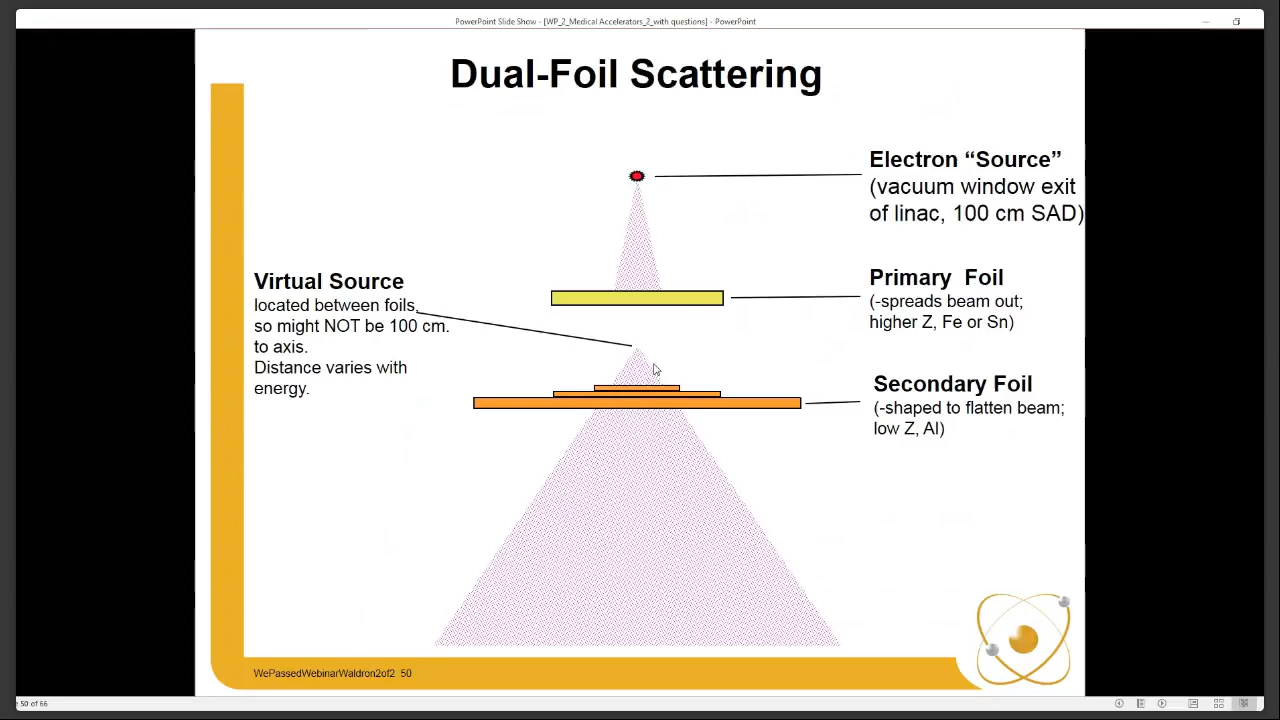 PowerPoint Slide Show - [WP_2_Medical Accelerators_2_with questions] - PowerPoint
Dual-Foil Scattering
Electron “Source”
(vacuum window exit
of linac, 100 cm SAD)
Virtual Source
located between foils,
so might NOT be 100 cm.
to axis.
Distance varies with
energy.
Primary Foil
(-spreads beam out;
higher Z, Fe or Sn)
Secondary Foil
(-shaped to flatten beam;
low Z, Al)
WePassedWebinarWaldron2of2 50
50 of 66